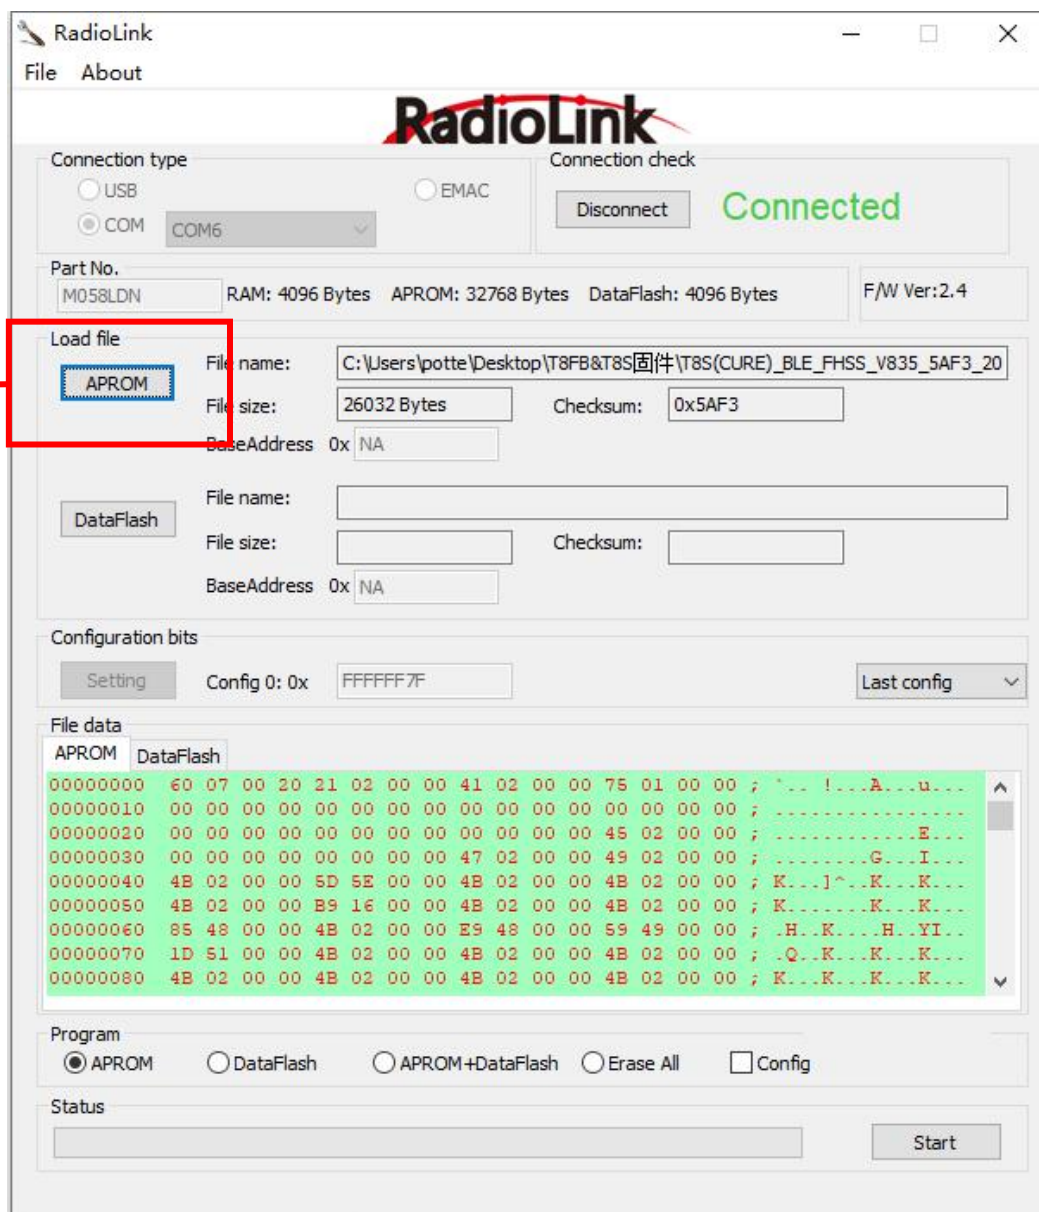 RadioLink
File About
RadioLink
Connection type
USB
EMAC
COM
COM6
Connection check
Disconnect
Connected
Part No.
M058LDN
RAM: 4096 Bytes APROM: 32768 Bytes DataFlash: 4096 Bytes
F/W Ver:2.4
Load file
APROM
File name:
C:\Users\potte\Desktop\T8FB&T8S固件\T8S(CURE)_BLE_FHSS_V835_5AF3_20
File size:
26032 Bytes
Checksum:
0x5AF3
BaseAddress 0x NA
DataFlash
File name:
File size:
Checksum:
BaseAddress 0x NA
Configuration bits
Setting
Config 0: 0x
FFFFFF7F
Last config
File data
APROM DataFlash
00000000 60 07 00 20 21 02 00 00 41 02 00 00 75 01 00 00 ; `.. !...A...u...
00000010 00 00 00 00 00 00 00 00 00 00 00 00 00 00 00 00 ; ................
00000020 00 00 00 00 00 00 00 00 00 00 00 00 45 02 00 00 ; ............E...
00000030 00 00 00 00 00 00 00 00 47 02 00 00 49 02 00 00 ; ........G...I...
00000040 4B 02 00 00 5D 5E 00 00 4B 02 00 00 4B 02 00 00 ; K...]^..K...K...
00000050 4B 02 00 00 B9 16 00 00 4B 02 00 00 4B 02 00 00 ; K.......K...K...
00000060 85 48 00 00 4B 02 00 00 E9 48 00 00 59 49 00 00 ; .H..K....H..YI..
00000070 1D 51 00 00 4B 02 00 00 4B 02 00 00 4B 02 00 00 ; .Q..K...K...K...
00000080 4B 02 00 00 4B 02 00 00 4B 02 00 00 4B 02 00 00 ; K...K...K...K...
Program
APROM DataFlash APROM+DataFlash Erase All Config
Status
Start